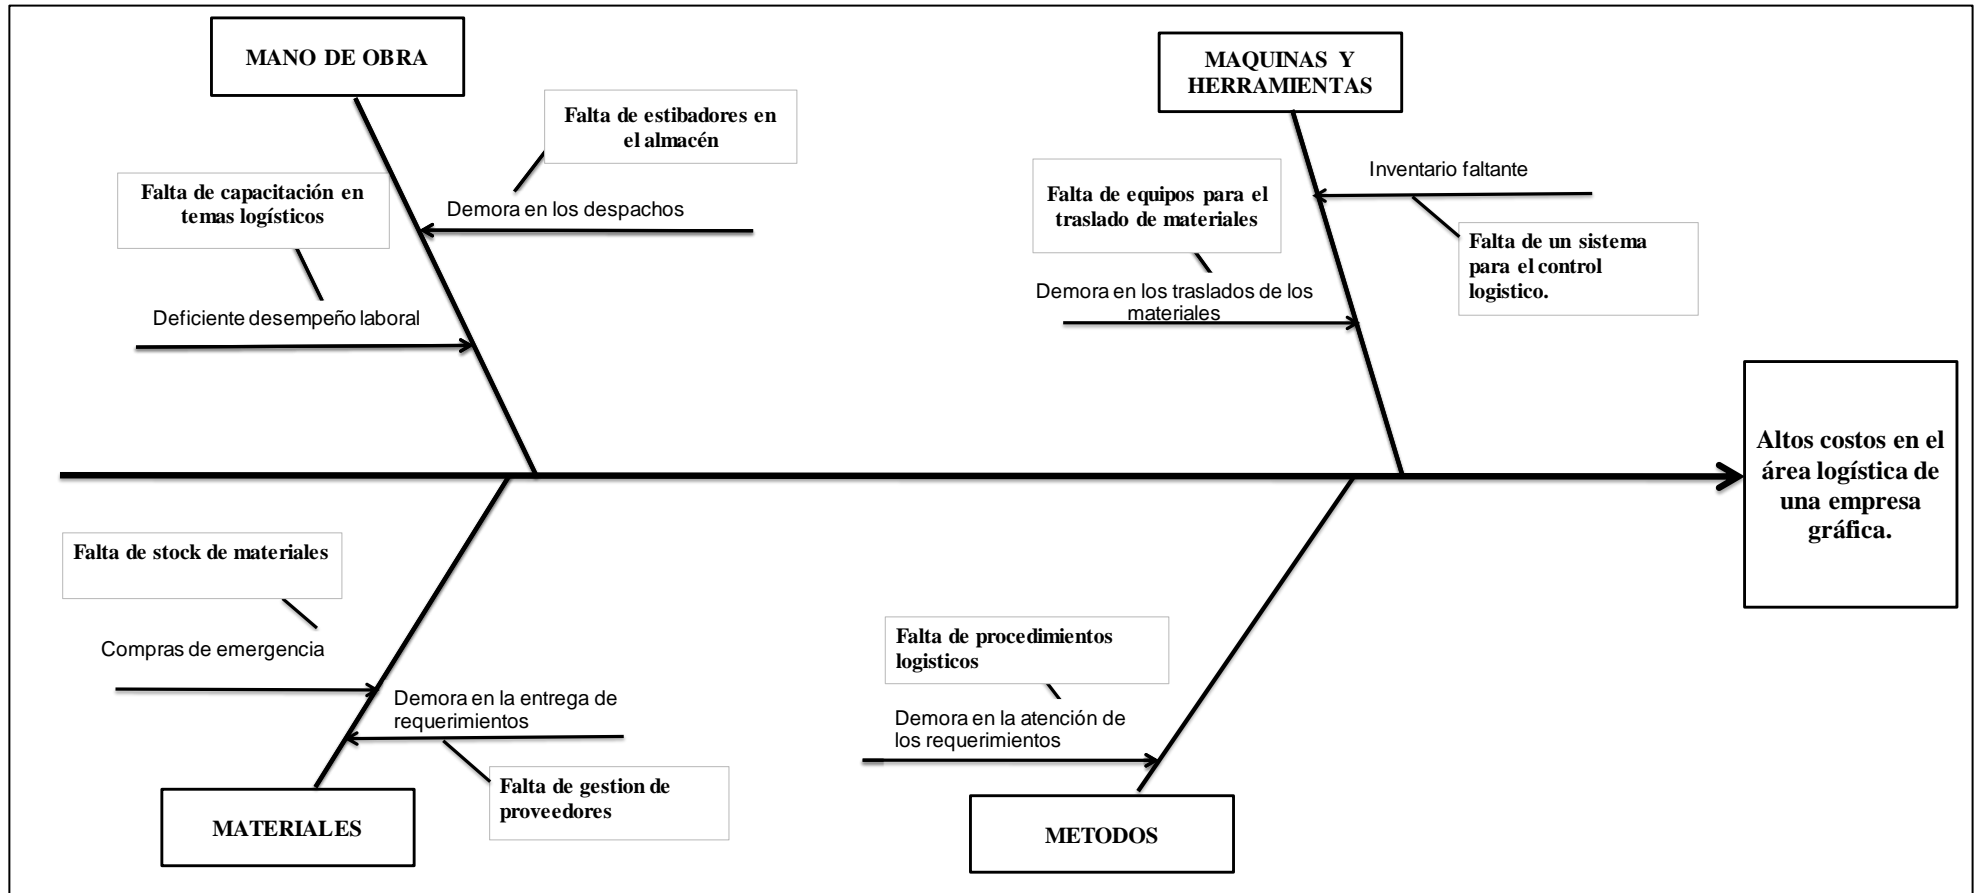 MANO DE OBRA
MAQUINAS Y
HERRAMIENTAS
Falta de estibadores en
el almacén
Falta de capacitación en
temas logísticos
Demora en los despachos
Deficiente desempeño laboral
Falta de equipos para el
traslado de materiales
Inventario faltante
Falta de un sistema
para el control
logistico.
Demora en los traslados de los
materiales
Altos costos en el
área logística de
una empresa
gráfica.
Falta de stock de materiales
Compras de emergencia
Demora en la entrega de
requerimientos
Falta de gestion de
proveedores
MATERIALES
Falta de procedimientos
logisticos
Demora en la atención de
los requerimientos
METODOS